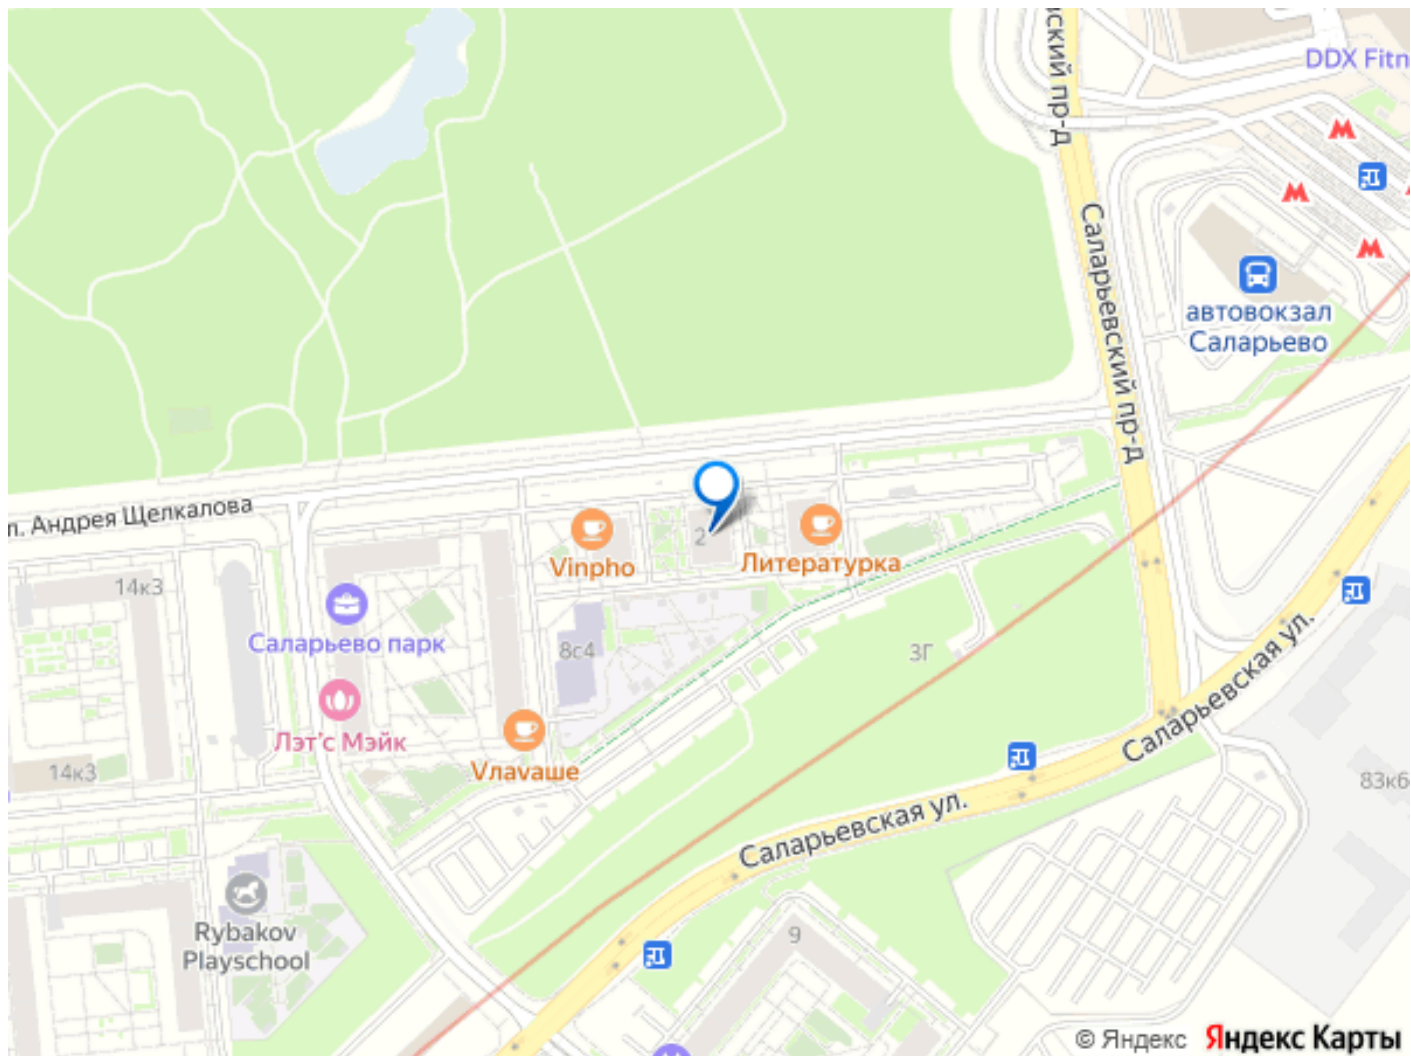 ский пр-д
DDX Fitn
Саларьевский пр-д
автовокзал
Саларьево
л. Андрея Щелкалова
Vinpho
2
Литературка
14к3
Саларьево парк
8с4
3Г
Саларьевская ул.
Лэт'с Мэйк
Vлаvаше
14к3
83к6
Саларьевская ул.
Rybakov
Playschool
9
© Яндекс Яндекс Карты